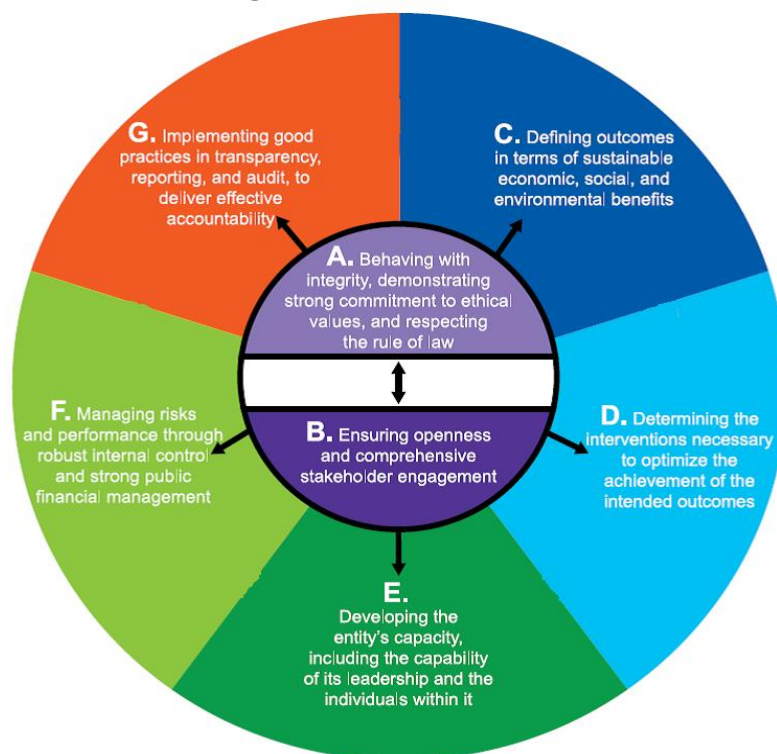 G. Implementing good
practices in transparency,
reporting, and audit, to
deliver effective
accountability
C. Defining outcomes
in terms of sustainable
economic, social, and
environmental benefits
A. Behaving with
integrity, demonstrating
strong commitment to ethical
values, and respecting
the rule of law
F. Managing risks
and performance through
robust internal control
and strong public
financial management
B. Ensuring openness
and comprehensive
stakeholder engagement
D. Determining the
interventions necessary
to optimize the
achievement of the
intended outcomes
E.
Developing the
entity's capacity,
including the capability
of its leadership and the
individuals within it